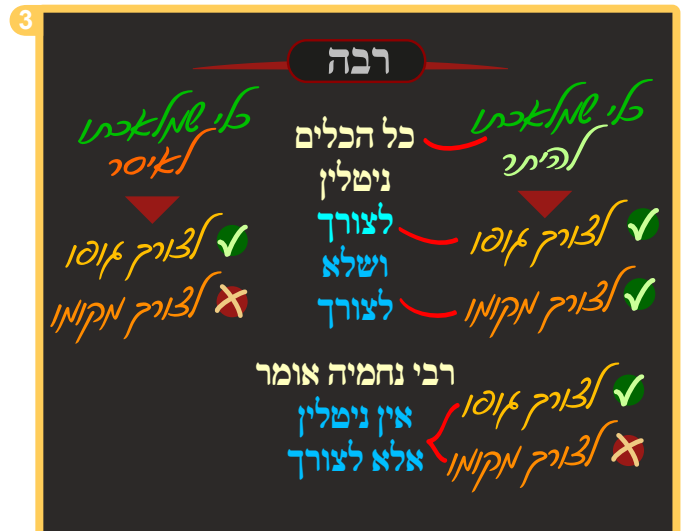 3
רבה
כלי שמלאכתו
להיתר
לצורך גופו
לצורך מקומו
כל הכלים
ניטלין
לצורך
ושלא
לצורך
כלי שמלאכתו
לאיסר
לצורך גופו
לצורך מקומו
רבי נחמיה אומר
אין ניטלין
אלא לצורך
לצורך גופו
לצורך מקומו